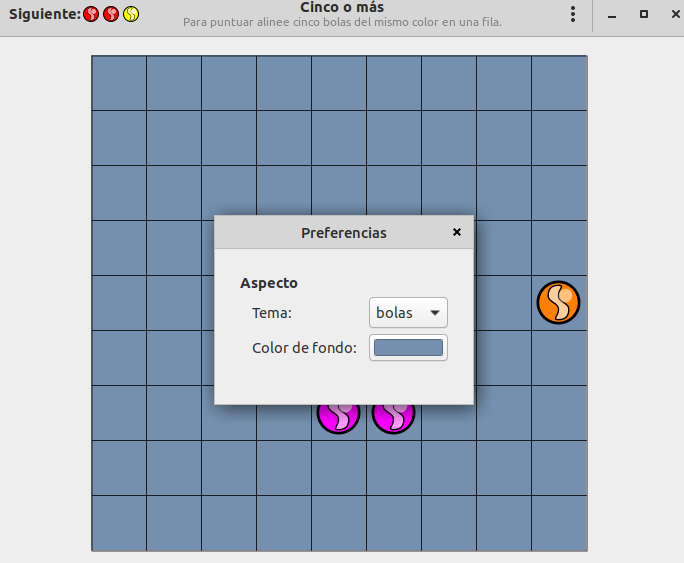 Siguiente:
Cinco o más
Para puntuar alinee cinco bolas del mismo color en una fila.
Preferencias
Aspecto
Tema: bolas
Color de fondo: